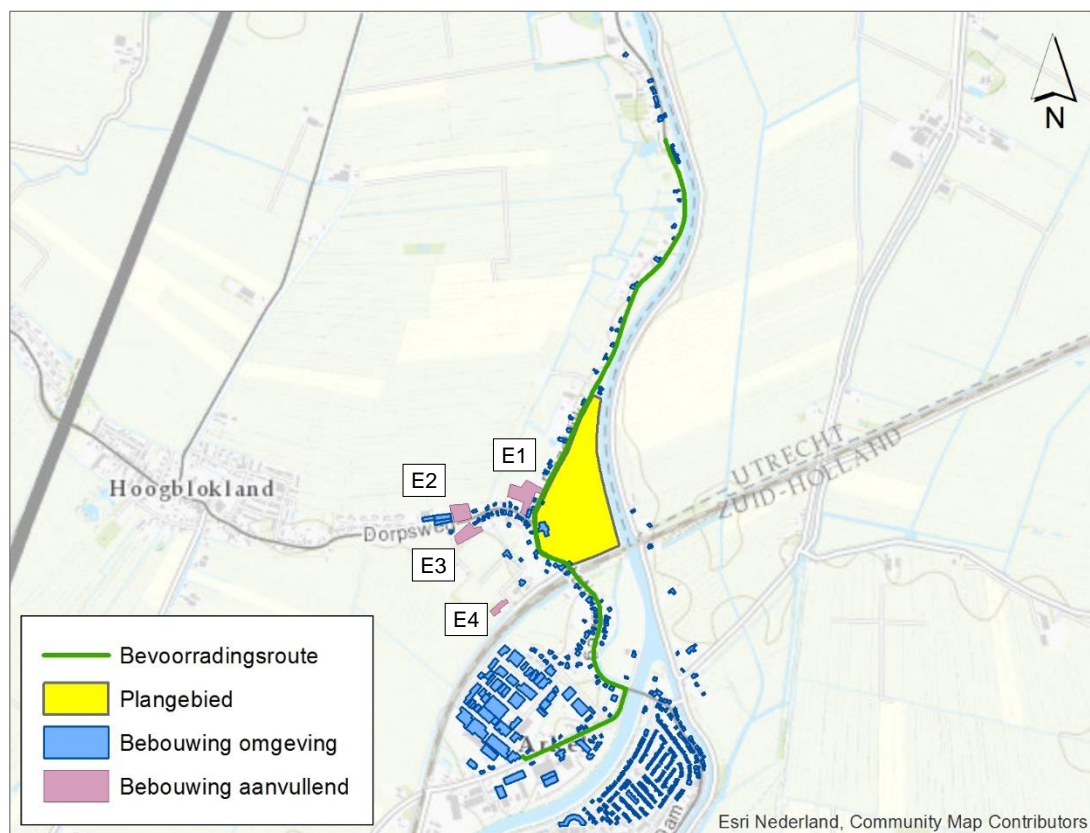 N
UTRECHT
ZUID-HOLLAND
E1
E2
Hoogblokland
E3
E4
Bevoorradingsroute
Plangebied
Bebouwing omgeving
Bebouwing aanvullend
Esri Nederland, Community Map Contributors